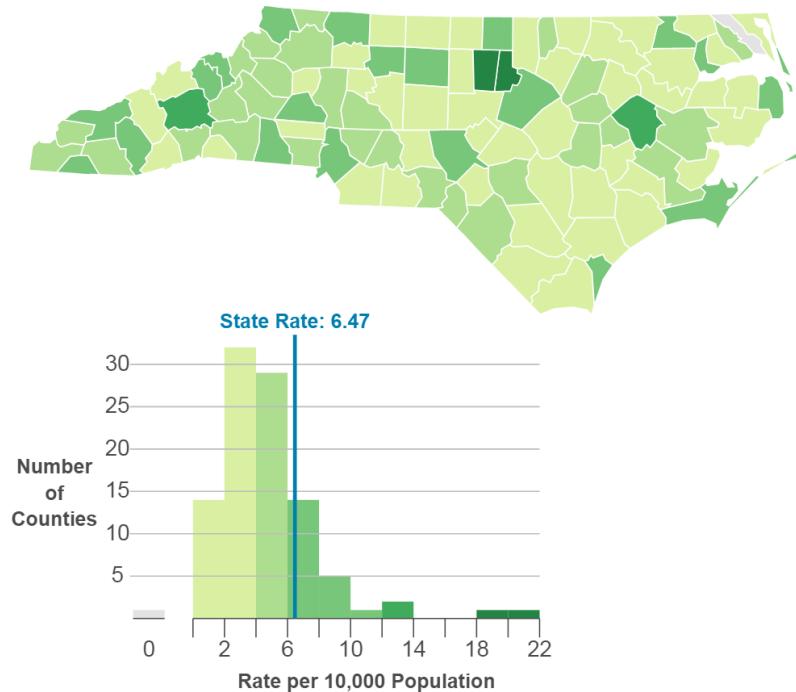 State Rate: 6.47
30
25
20
15
10
5
Number
of
Counties
0 2 6 10 14 18 22
Rate per 10,000 Population